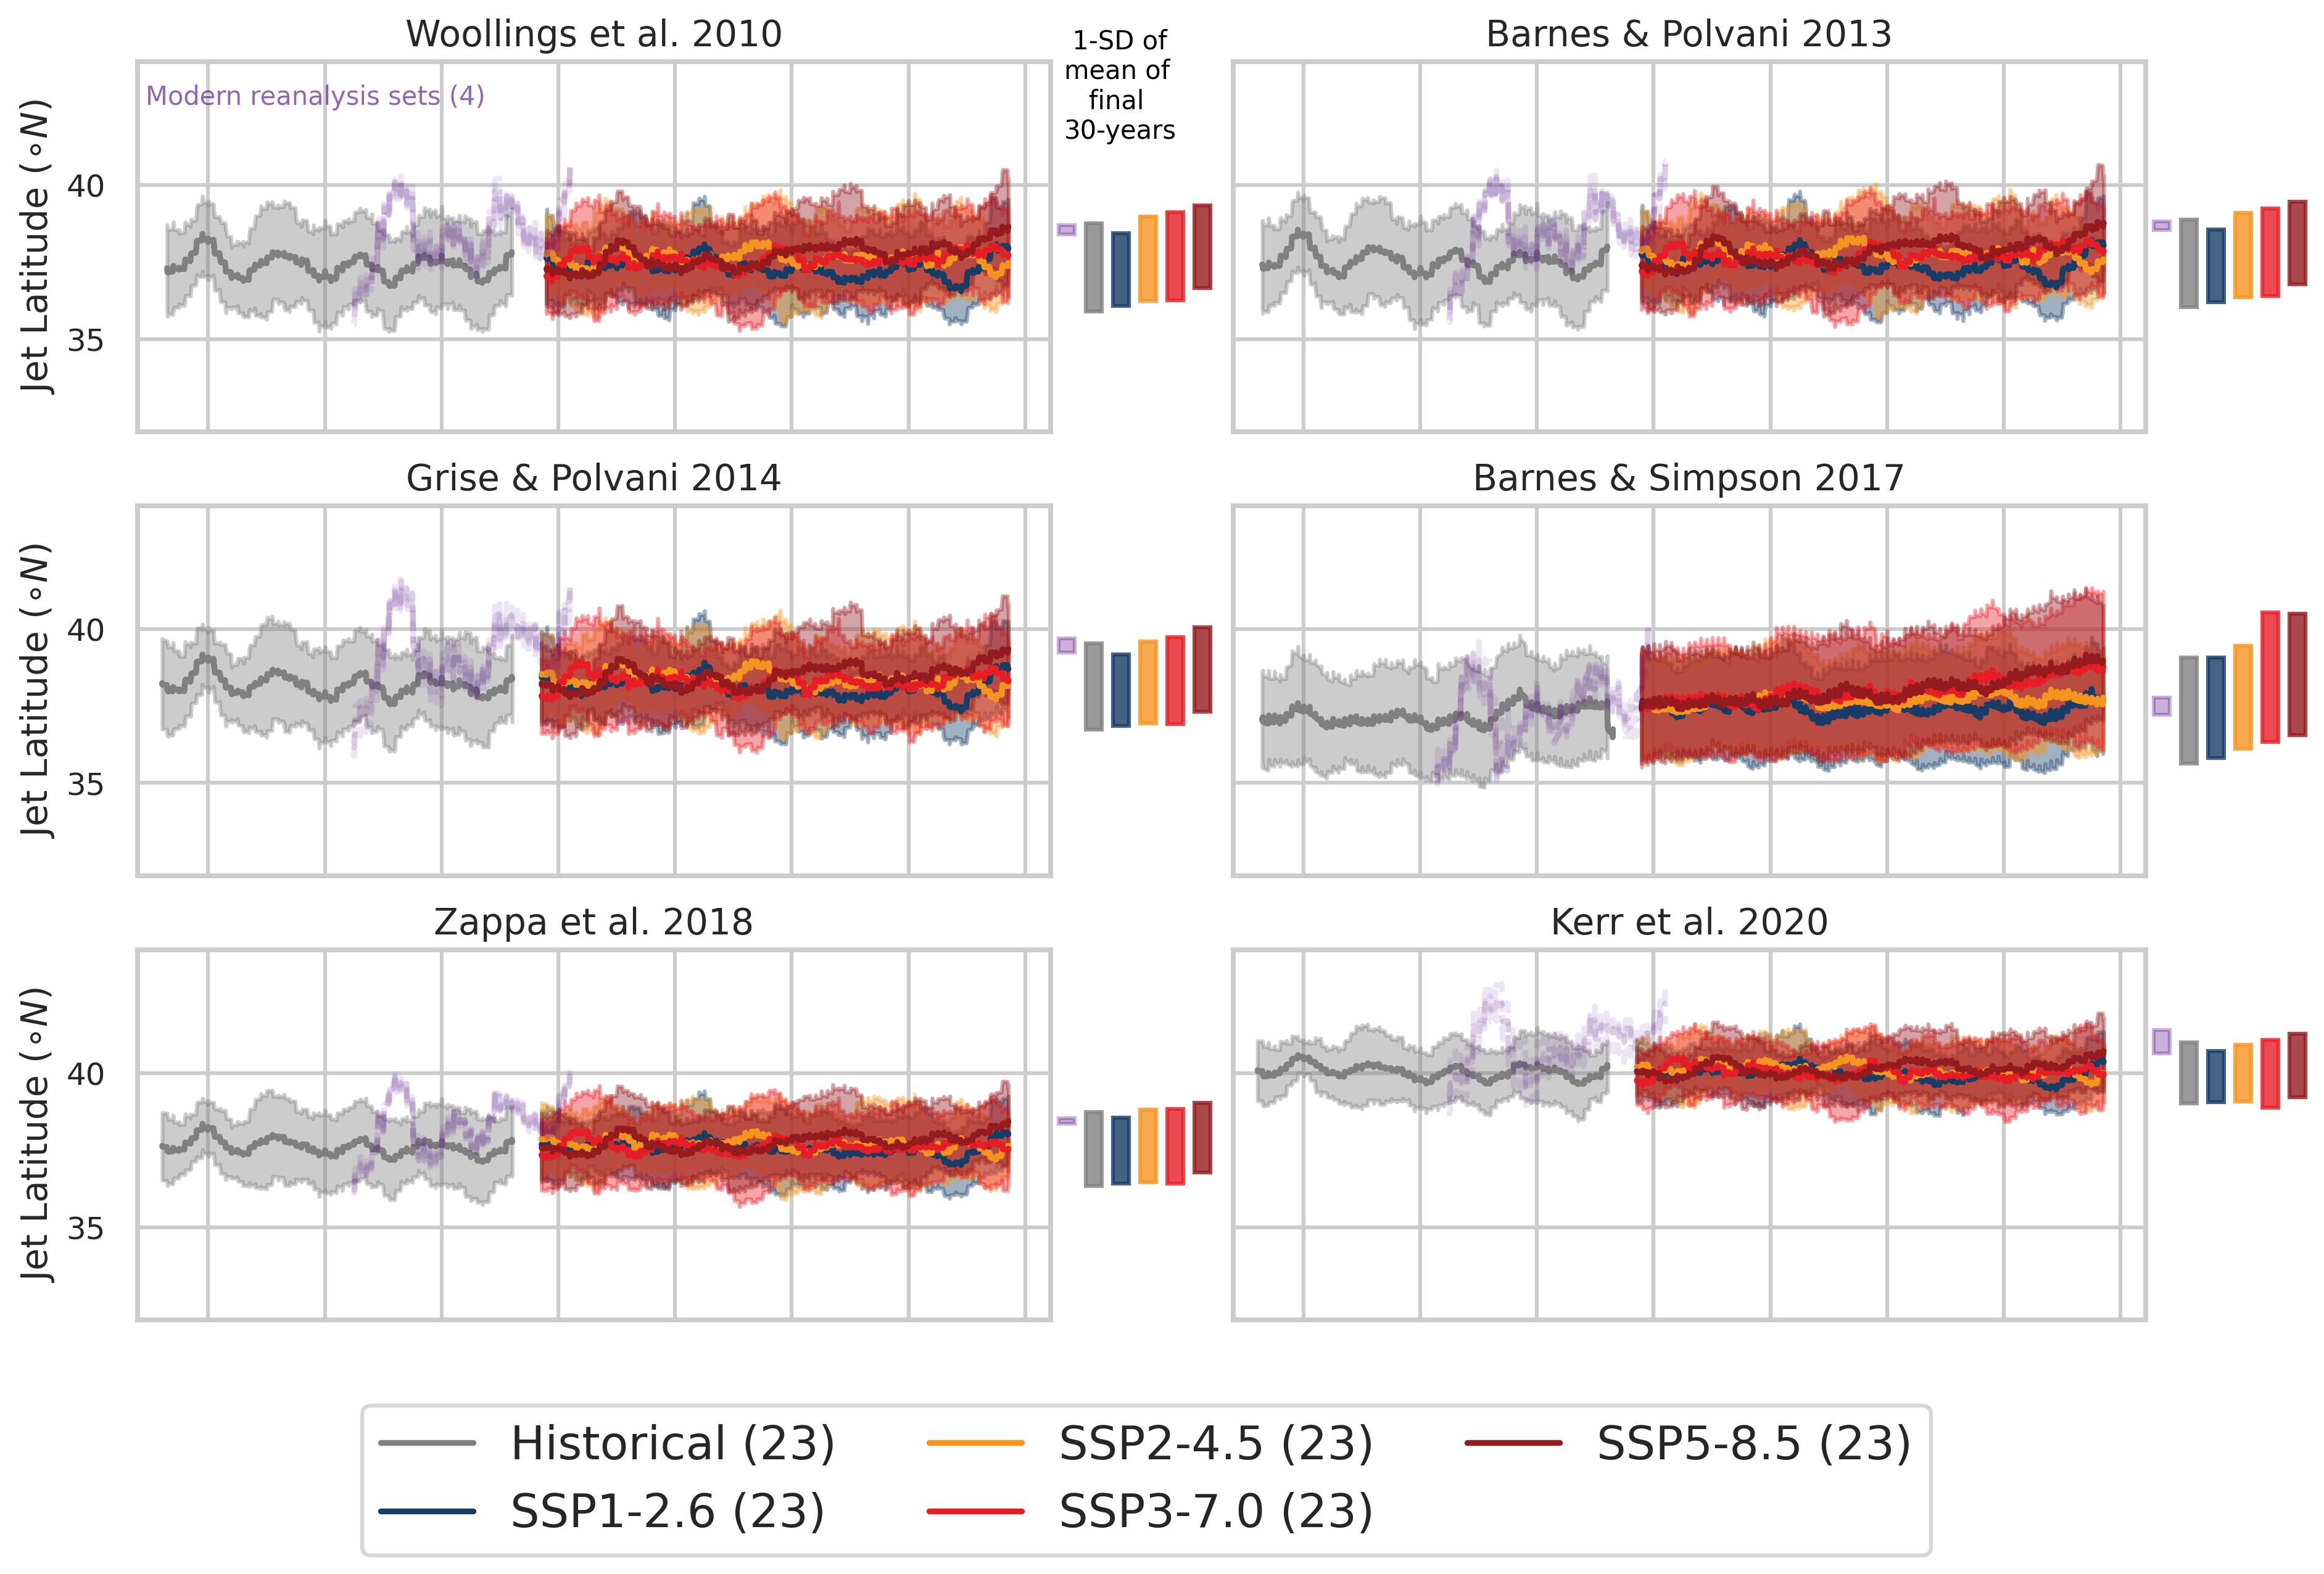 Woollings et al. 2010
1-SD of
mean of
final
30-years
Barnes & Polvani 2013
Modern reanalysis sets (4)
Jet Latitude (∘N)
40
35
Grise & Polvani 2014
Barnes & Simpson 2017
Jet Latitude (∘N)
40
35
Zappa et al. 2018
Kerr et al. 2020
Jet Latitude (∘N)
40
35
Historical (23)
SSP2-4.5 (23)
SSP5-8.5 (23)
SSP1-2.6 (23)
SSP3-7.0 (23)